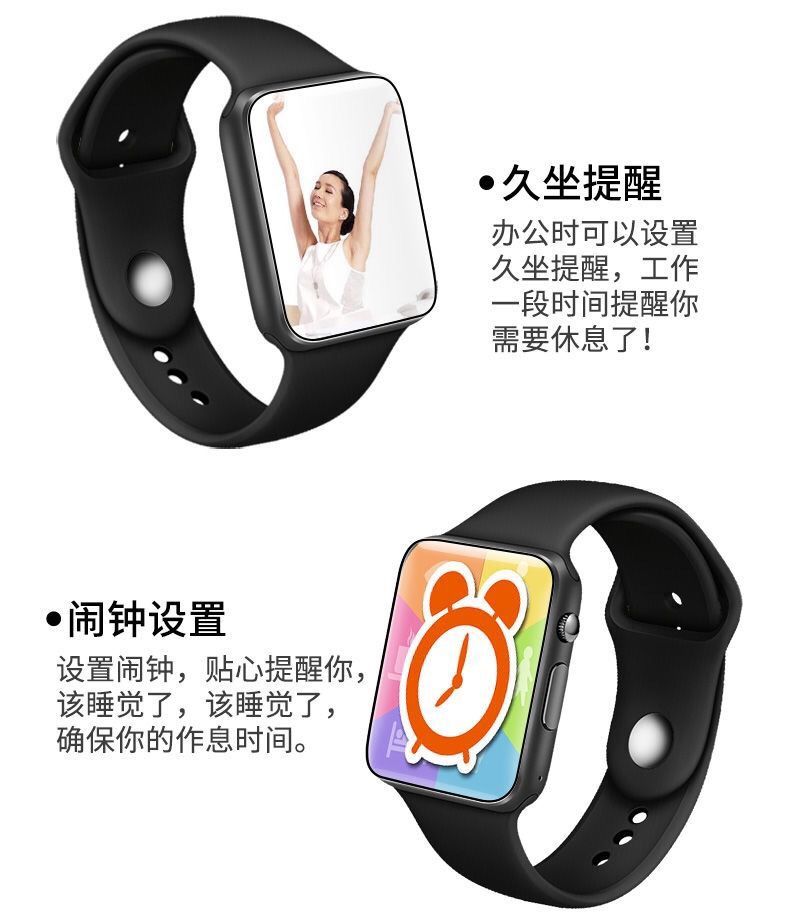 •久坐提醒
办公时可以设置
久坐提醒，工作
一段时间提醒你
需要休息了！
•闹钟设置
设置闹钟，贴心提醒你，
该睡觉了，该睡觉了，
确保你的作息时间。